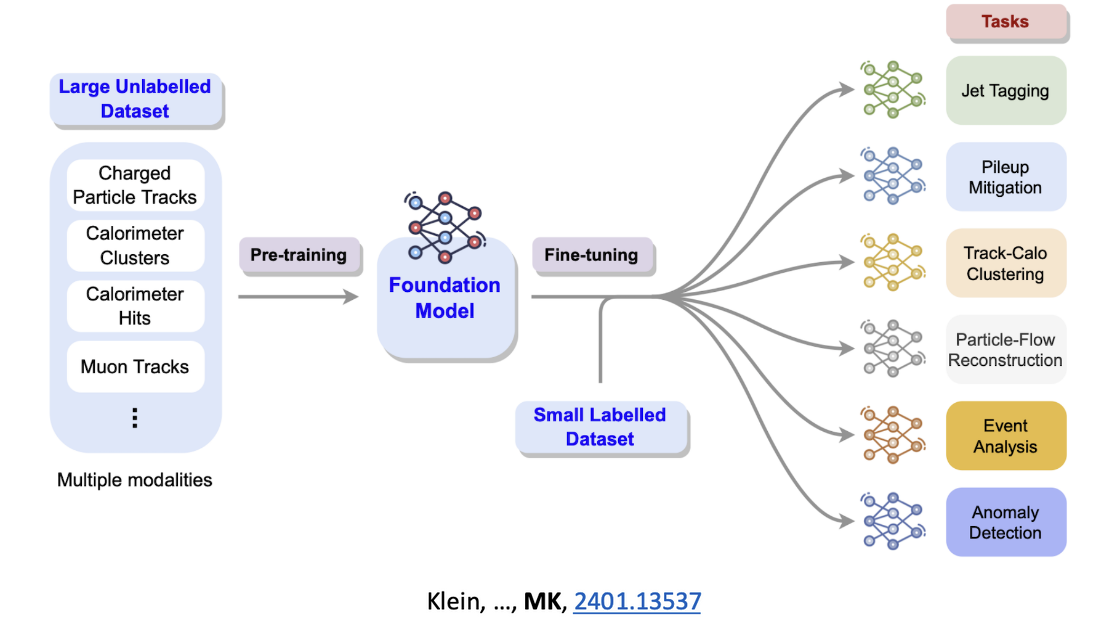 Tasks
Large Unlabelled
Dataset
Charged
Particle Tracks
Calorimeter
Clusters
Calorimeter
Hits
Muon Tracks
⋮
Multiple modalities
Pre-training
Foundation
Model
Fine-tuning
Small Labelled
Dataset
Jet Tagging
Pileup
Mitigation
Track-Calo
Clustering
Particle-Flow
Reconstruction
Event
Analysis
Anomaly
Detection
Klein, ..., MK, 2401.13537